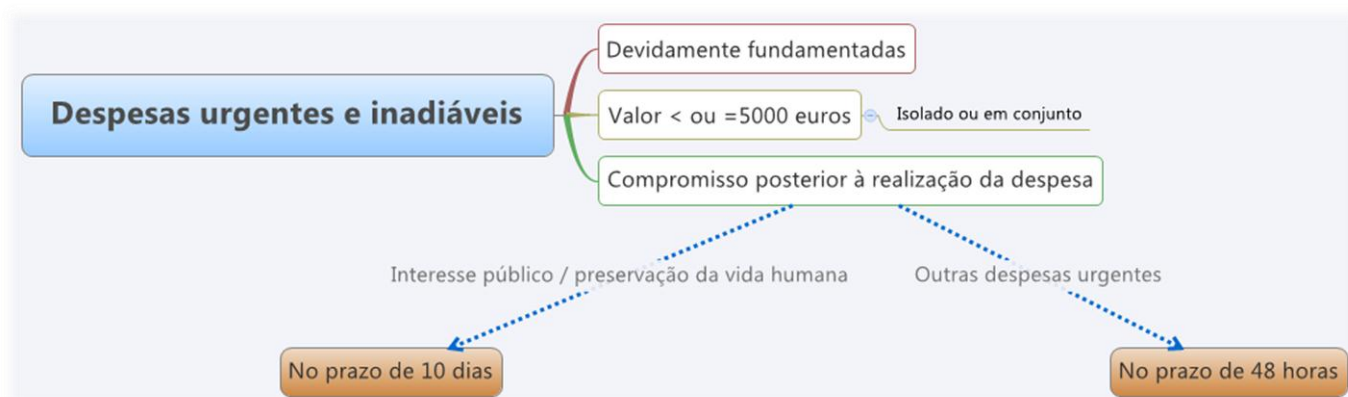 Devidamente fundamentadas
Despesas urgentes e inadiáveis
Valor < ou =5000 euros
Isolado ou em conjunto
Compromisso posterior à realização da despesa
Interesse público / preservação da vida humana
Outras despesas urgentes
No prazo de 10 dias
No prazo de 48 horas